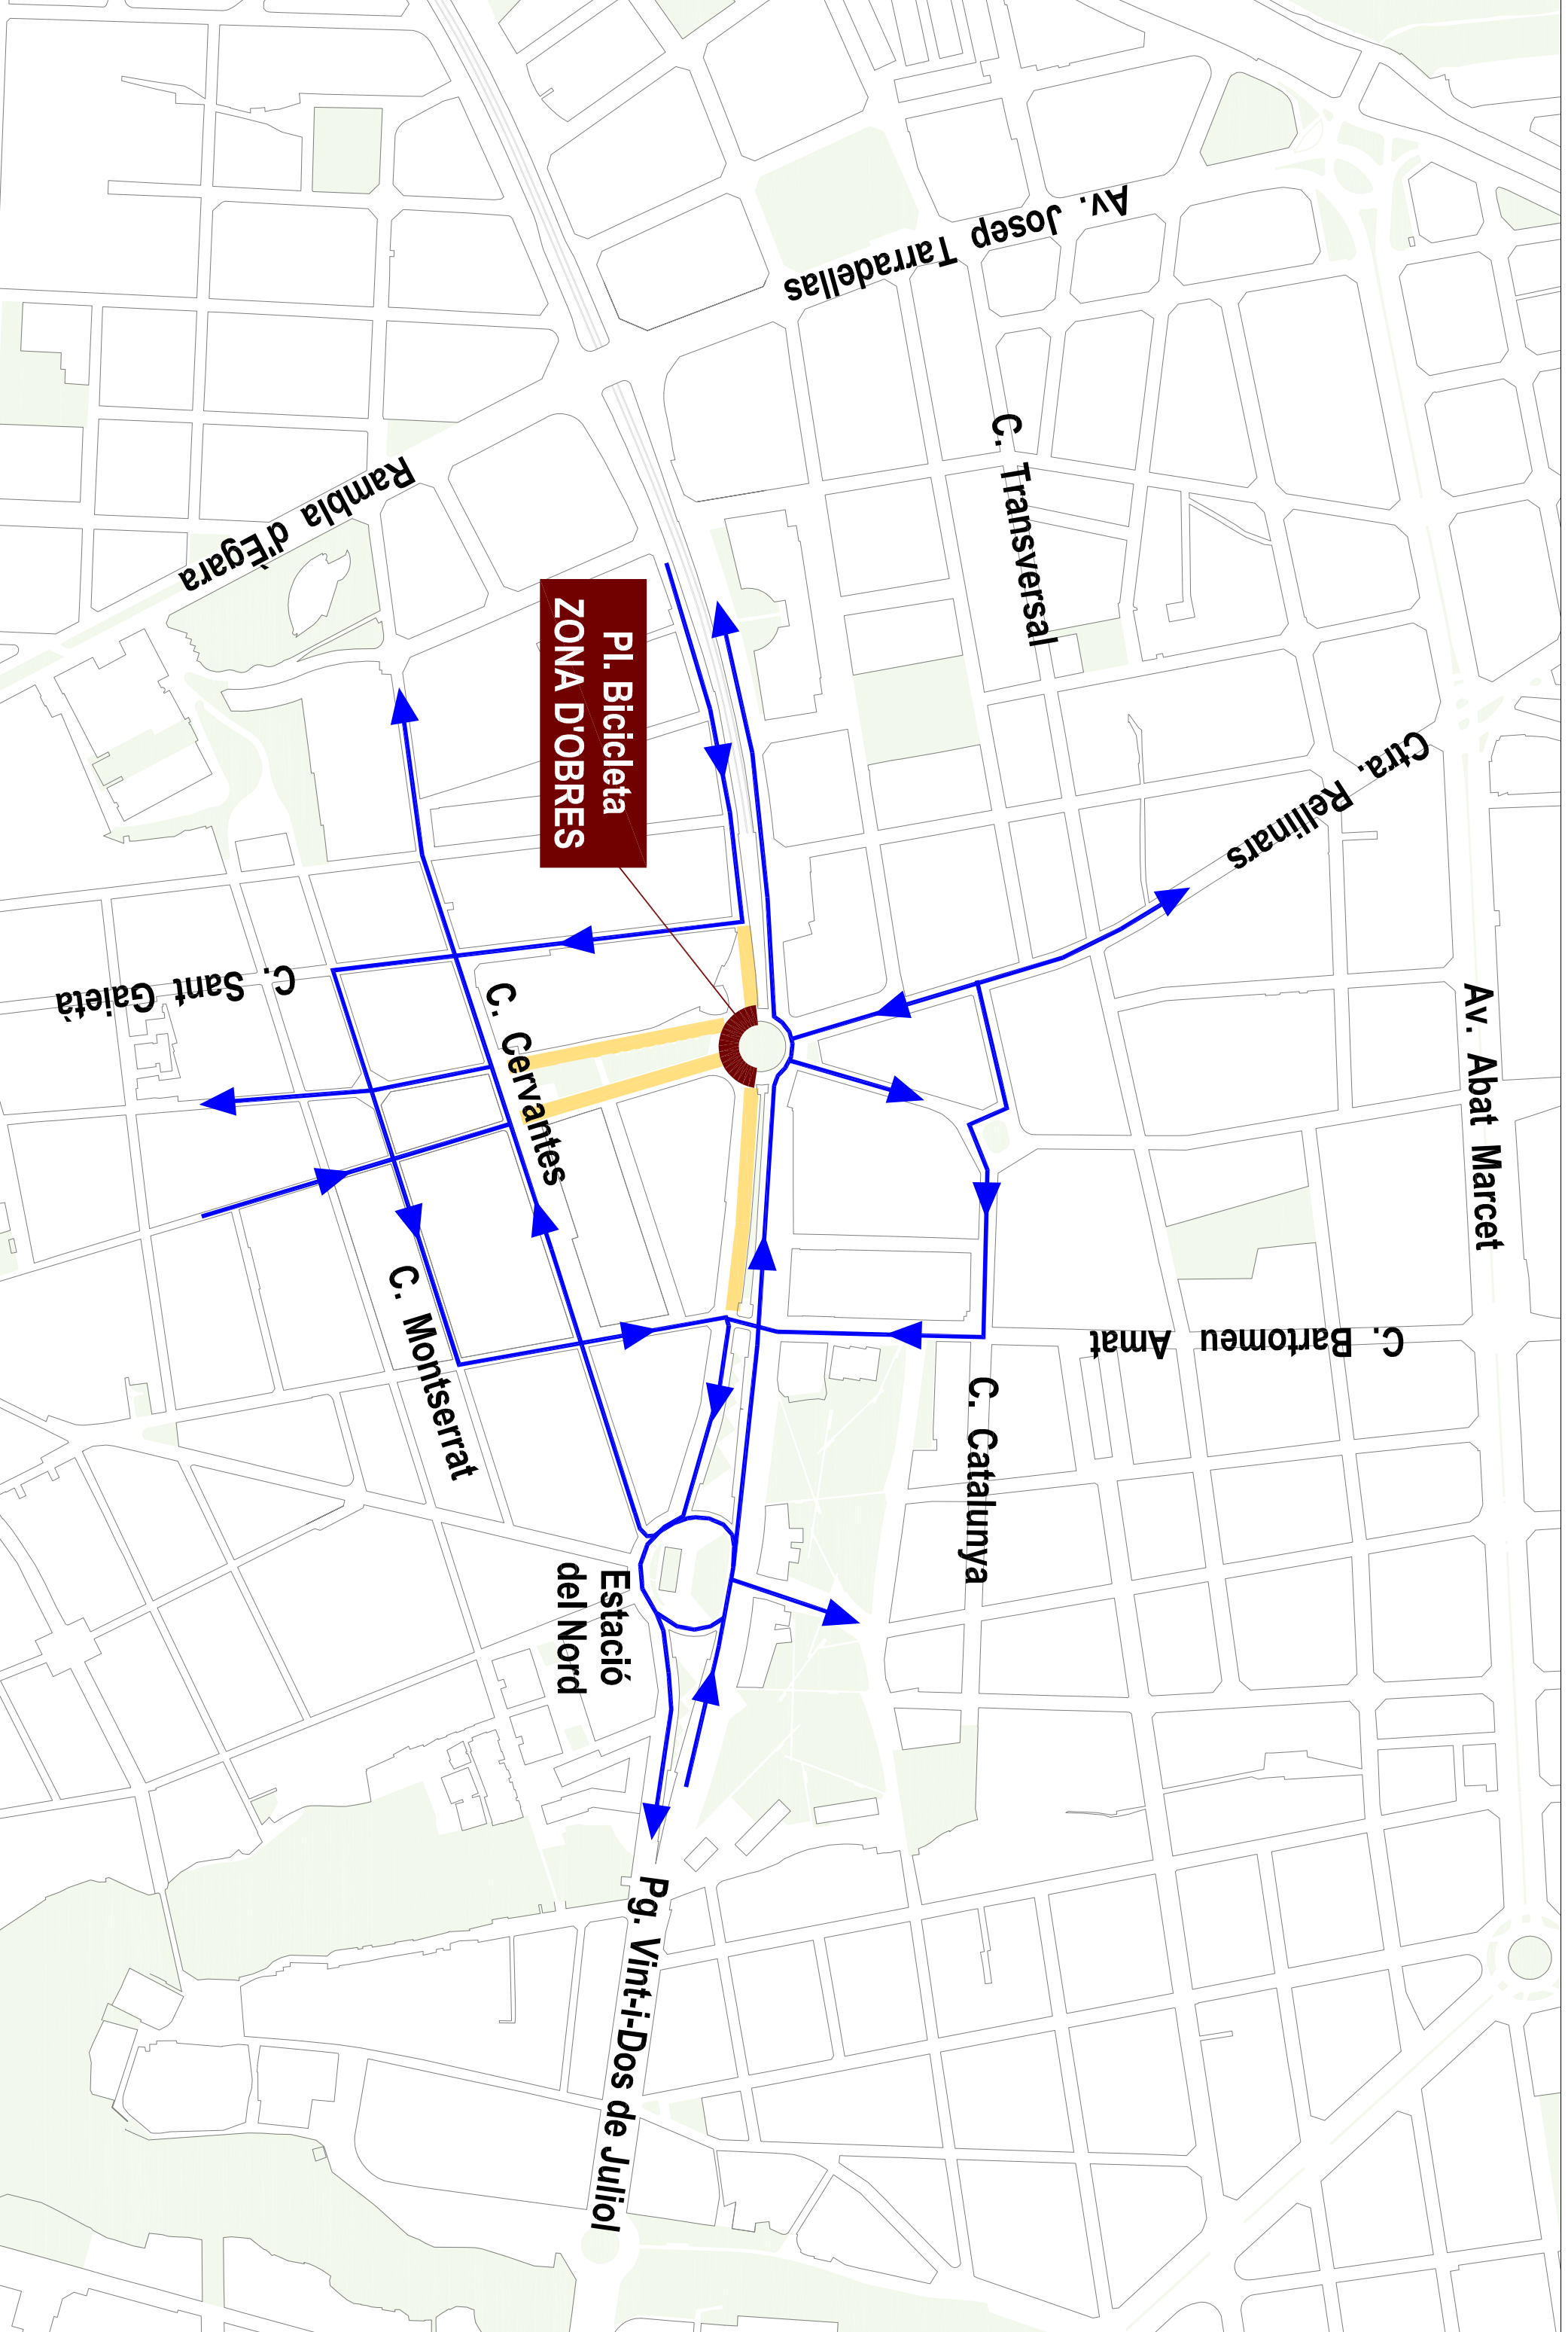 Av. Josep Tarradellas
C. Transversal
Rambla d'Ègara
Pl. Bicicleta
ZONA D'OBRES
Ctra. Rellinars
C. Sant Gaietà
C. Cervantes
Av. Abat Marcet
C. Montserrat
C. Bartomeu Amat
C. Catalunya
Estació
del Nord
Pg. Vint-i-Dos de Juliol